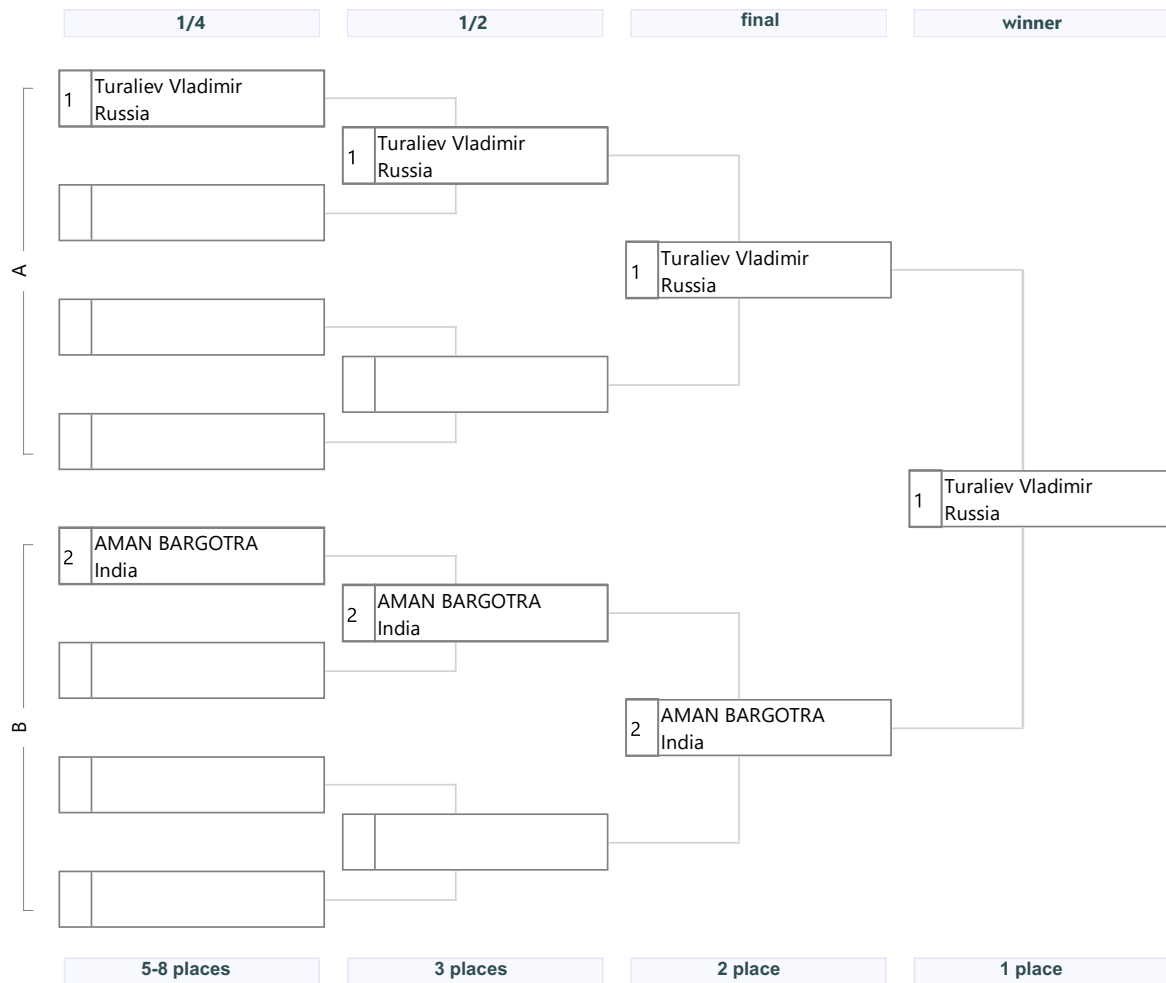 1/4
1/2
final
winner
1 Turaliev Vladimir
Russia
1 Turaliev Vladimir
Russia
A
1 Turaliev Vladimir
Russia
1 Turaliev Vladimir
Russia
2 AMAN BARGOTRA
India
2 AMAN BARGOTRA
India
B
2 AMAN BARGOTRA
India
5-8 places
3 places
2 place
1 place